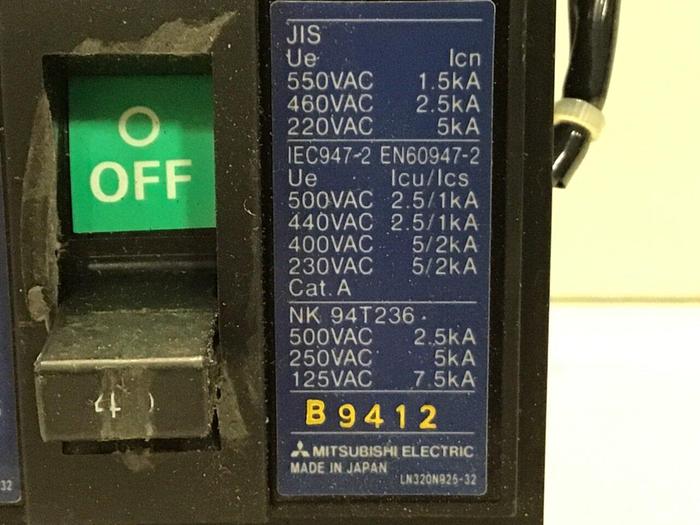 O
OFF
4
JIS
Ue Icn
550VAC 1.5kA
460VAC 2.5kA
220VAC 5kA
IEC947-2 EN60947-2
Ue Icu/Ics
500VAC 2.5/1kA
440VAC 2.5/1kA
400VAC 5/2kA
230VAC 5/2kA
Cat. A
NK 94T236
500VAC 2.5kA
250VAC 5kA
125VAC 7.5kA
B9412
MITSUBISHI ELECTRIC
MADE IN JAPAN LN320N925-32
32